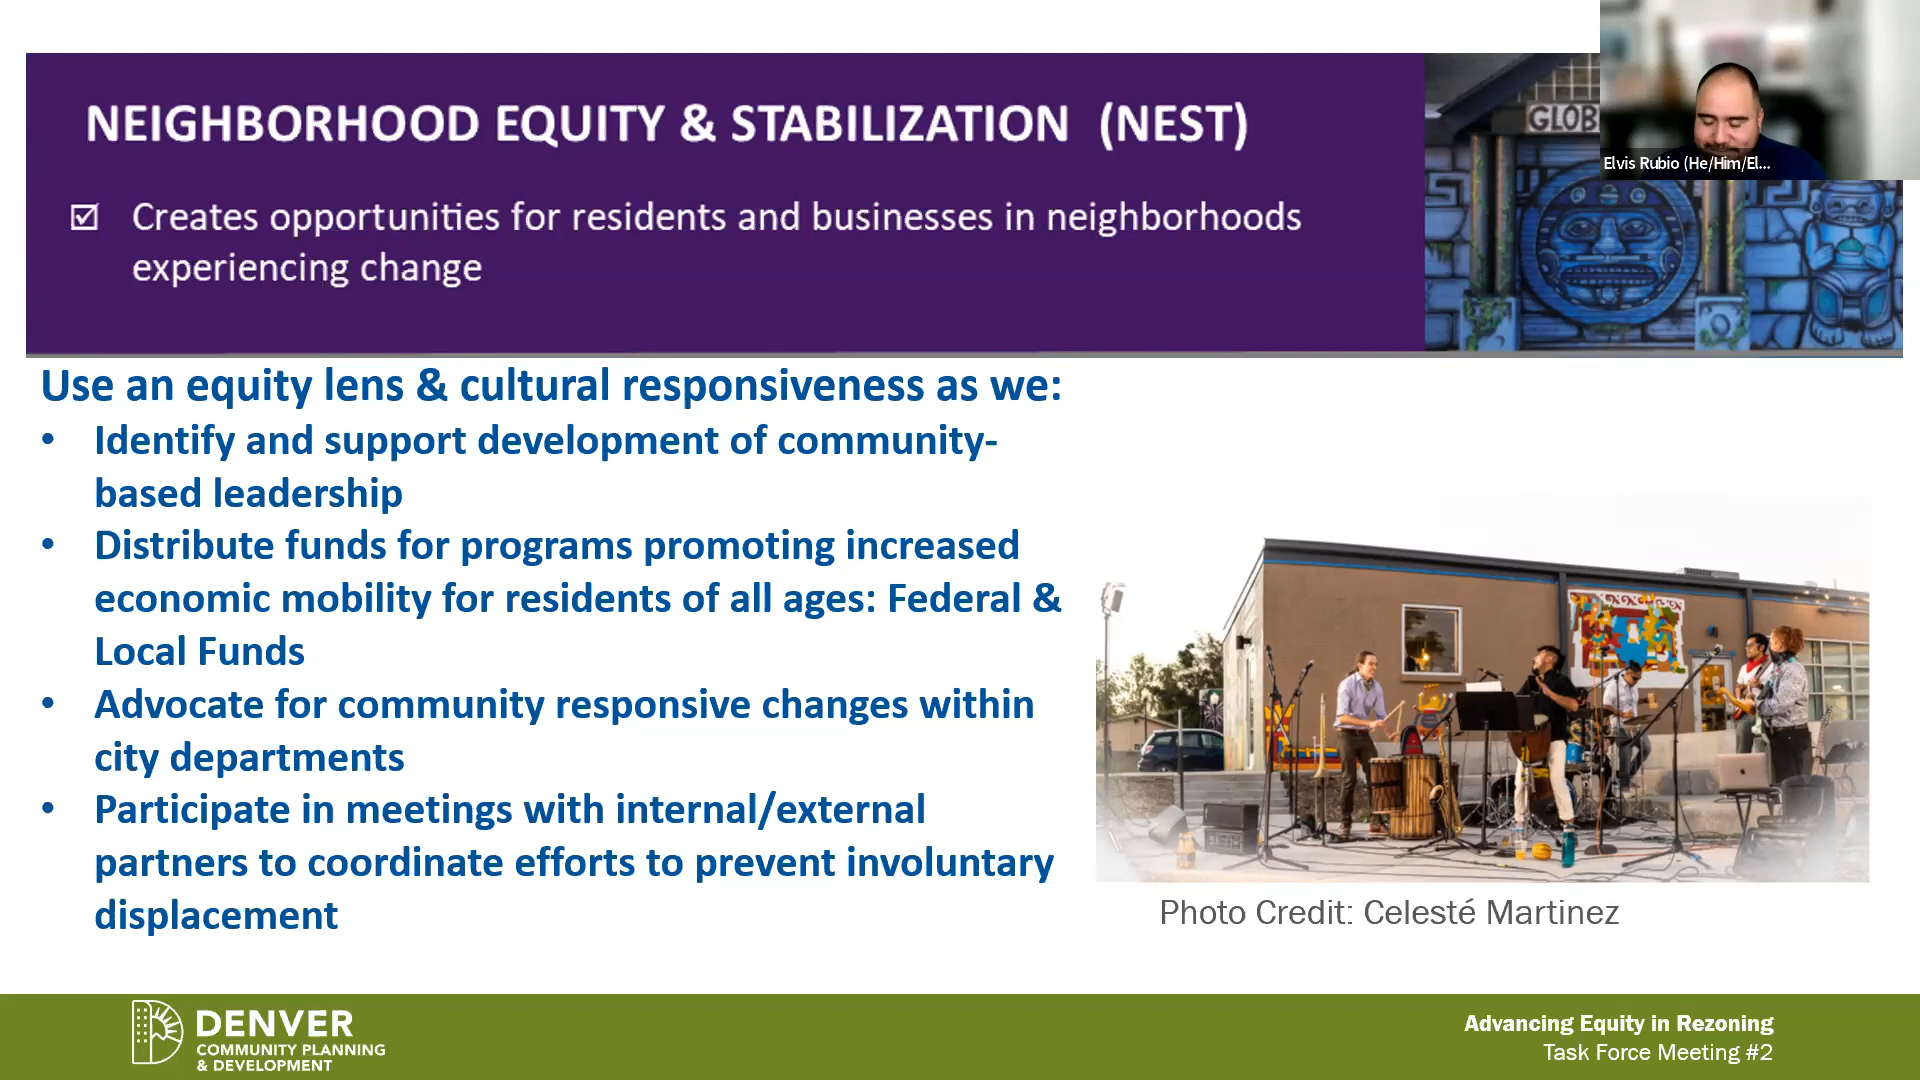 NEIGHBORHOOD EQUITY & STABILIZATION (NEST)
Creates opportunities for residents and businesses in neighborhoods
experiencing change
GLOB
Elvis Rubio (He/Him/El...
Use an equity lens & cultural responsiveness as we:
• Identify and support development of community-
based leadership
• Distribute funds for programs promoting increased
economic mobility for residents of all ages: Federal &
Local Funds
• Advocate for community responsive changes within
city departments
• Participate in meetings with internal/external
partners to coordinate efforts to prevent involuntary
displacement
Photo Credit: Celesté Martinez
DENVER
COMMUNITY PLANNING
& DEVELOPMENT
Advancing Equity in Rezoning
Task Force Meeting #2